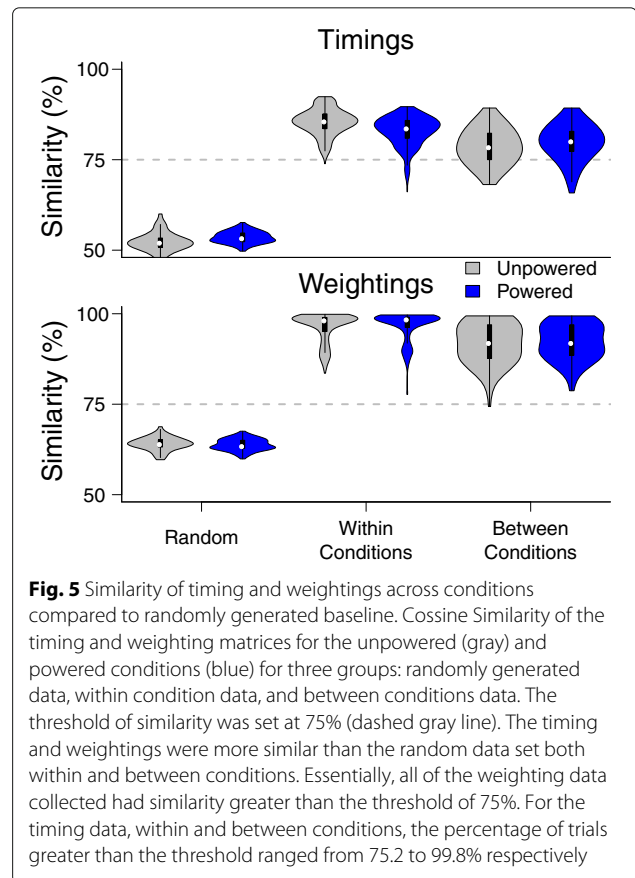 Timings
100
75
50
Similarity (%)
Unpowered
Powered
Weightings
100
75
50
Similarity (%)
Random
Within
Conditions
Between
Conditions
Fig. 5 Similarity of timing and weightings across conditions
compared to randomly generated baseline. Cossine Similarity of the
timing and weighting matrices for the unpowered (gray) and
powered conditions (blue) for three groups: randomly generated
data, within condition data, and between conditions data. The
threshold of similarity was set at 75% (dashed gray line). The timing
and weightings were more similar than the random data set both
within and between conditions. Essentially, all of the weighting data
collected had similarity greater than the threshold of 75%. For the
timing data, within and between conditions, the percentage of trials
greater than the threshold ranged from 75.2 to 99.8% respectively